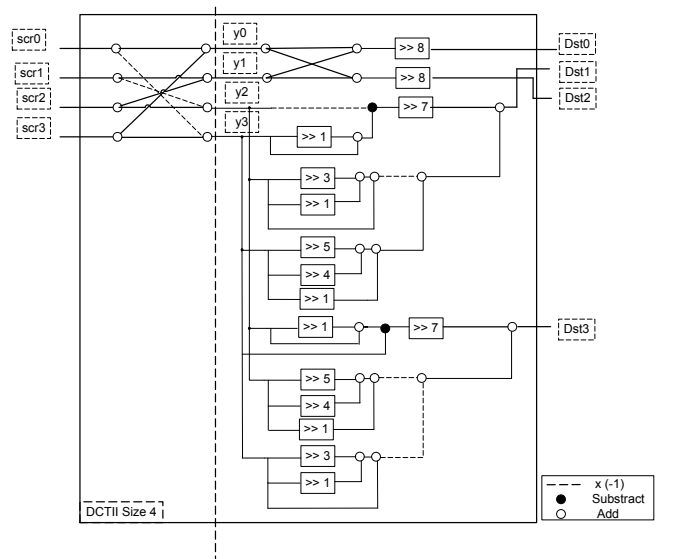 scr0
scr1
scr2
scr3
y0
y1
y2
y3
>> 8
>> 8
>> 7
>> 1
>> 3
>> 1
>> 5
>> 4
>> 1
>> 1
>> 7
>> 5
>> 4
>> 1
>> 3
>> 1
Dst0
Dst1
Dst2
Dst3
DCTII Size 4
x (-1)
Substract
Add